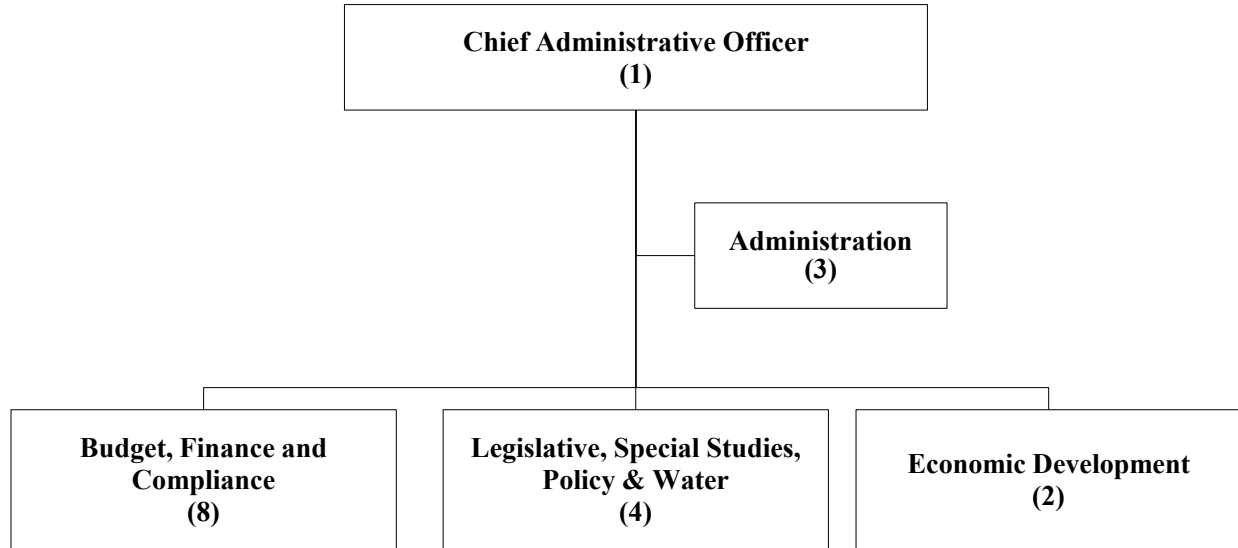 Chief Administrative Officer
(1)
Administration
(3)
Budget, Finance and
Compliance
(8)
Legislative, Special Studies,
Policy & Water
(4)
Economic Development
(2)